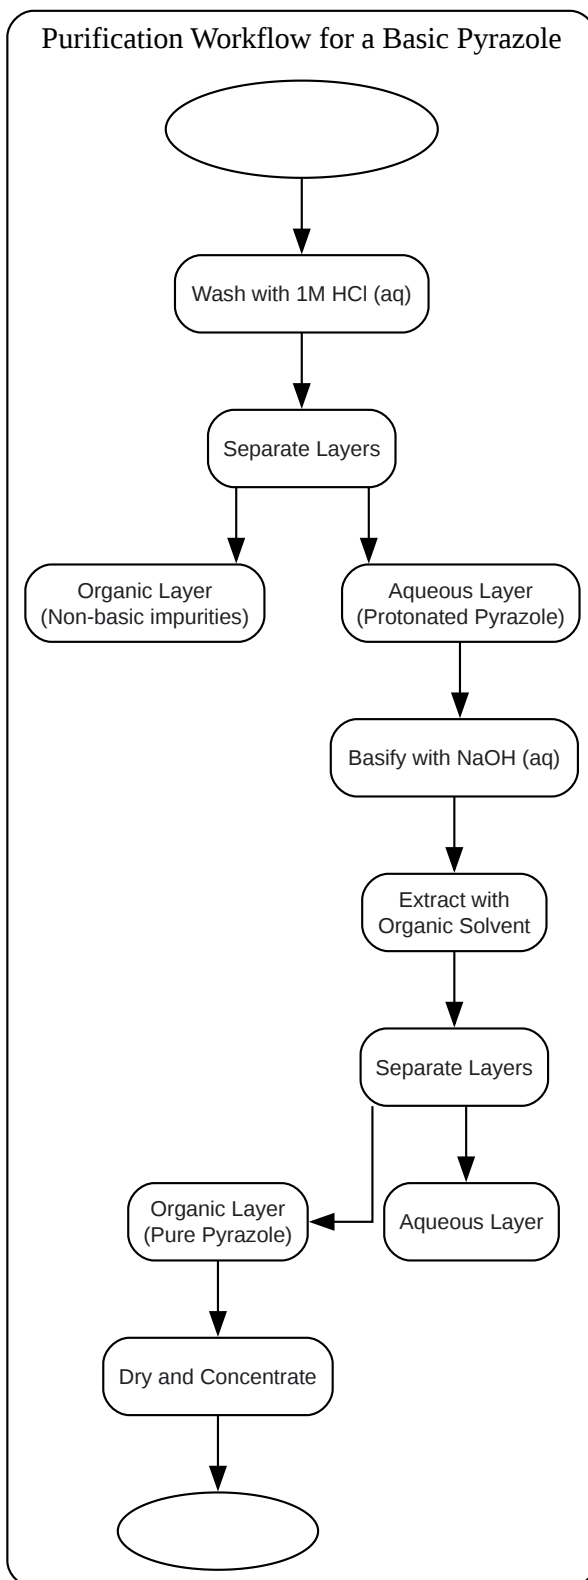 Purification Workflow for a Basic Pyrazole
Wash with 1M HCl (aq)
Separate Layers
Organic Layer
(Non-basic impurities)
Aqueous Layer
(Protonated Pyrazole)
Basify with NaOH (aq)
Extract with
Organic Solvent
Separate Layers
Organic Layer
(Pure Pyrazole)
Aqueous Layer
Dry and Concentrate